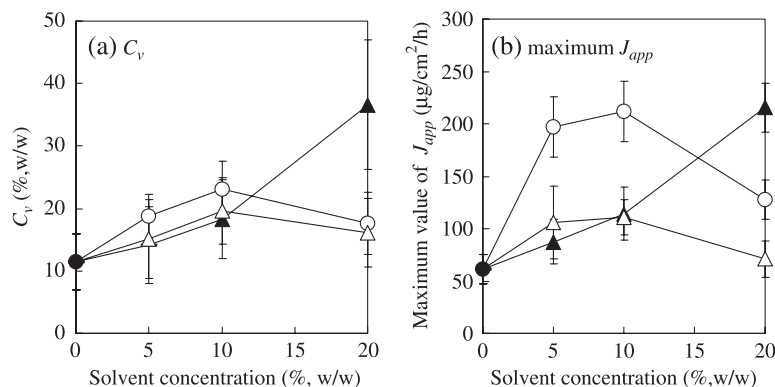 (a) Cv
50
40
30
20
10
0
Cv (%,w/w)
0 5 10 15 20
Solvent concentration (%, w/w)
(b) maximum Japp
300
250
200
150
100
50
0
Maximum value of Japp (μg/cm²/h)
0 5 10 15 20
Solvent concentration (%,w/w)